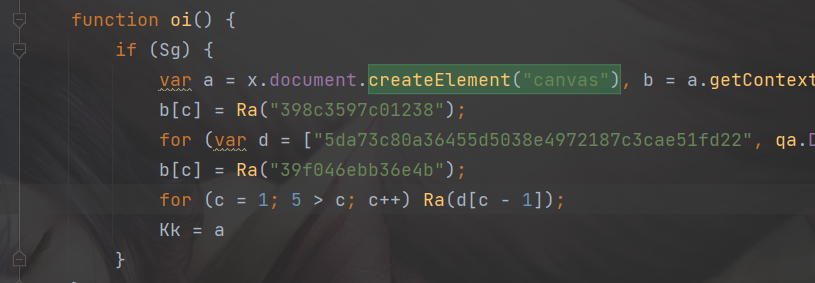 function oi() {
if (Sg) {
var a = x.document.createElement("canvas"), b = a.getContext
b[c] = Ra("398c3597c01238");
for (var d = ["5da73c80a36455d5038e4972187c3cae51fd22", qa.D
b[c] = Ra("39f046ebb36e4b");
for (c = 1; 5 > c; c++) Ra(d[c - 1]);
Kk = a
}